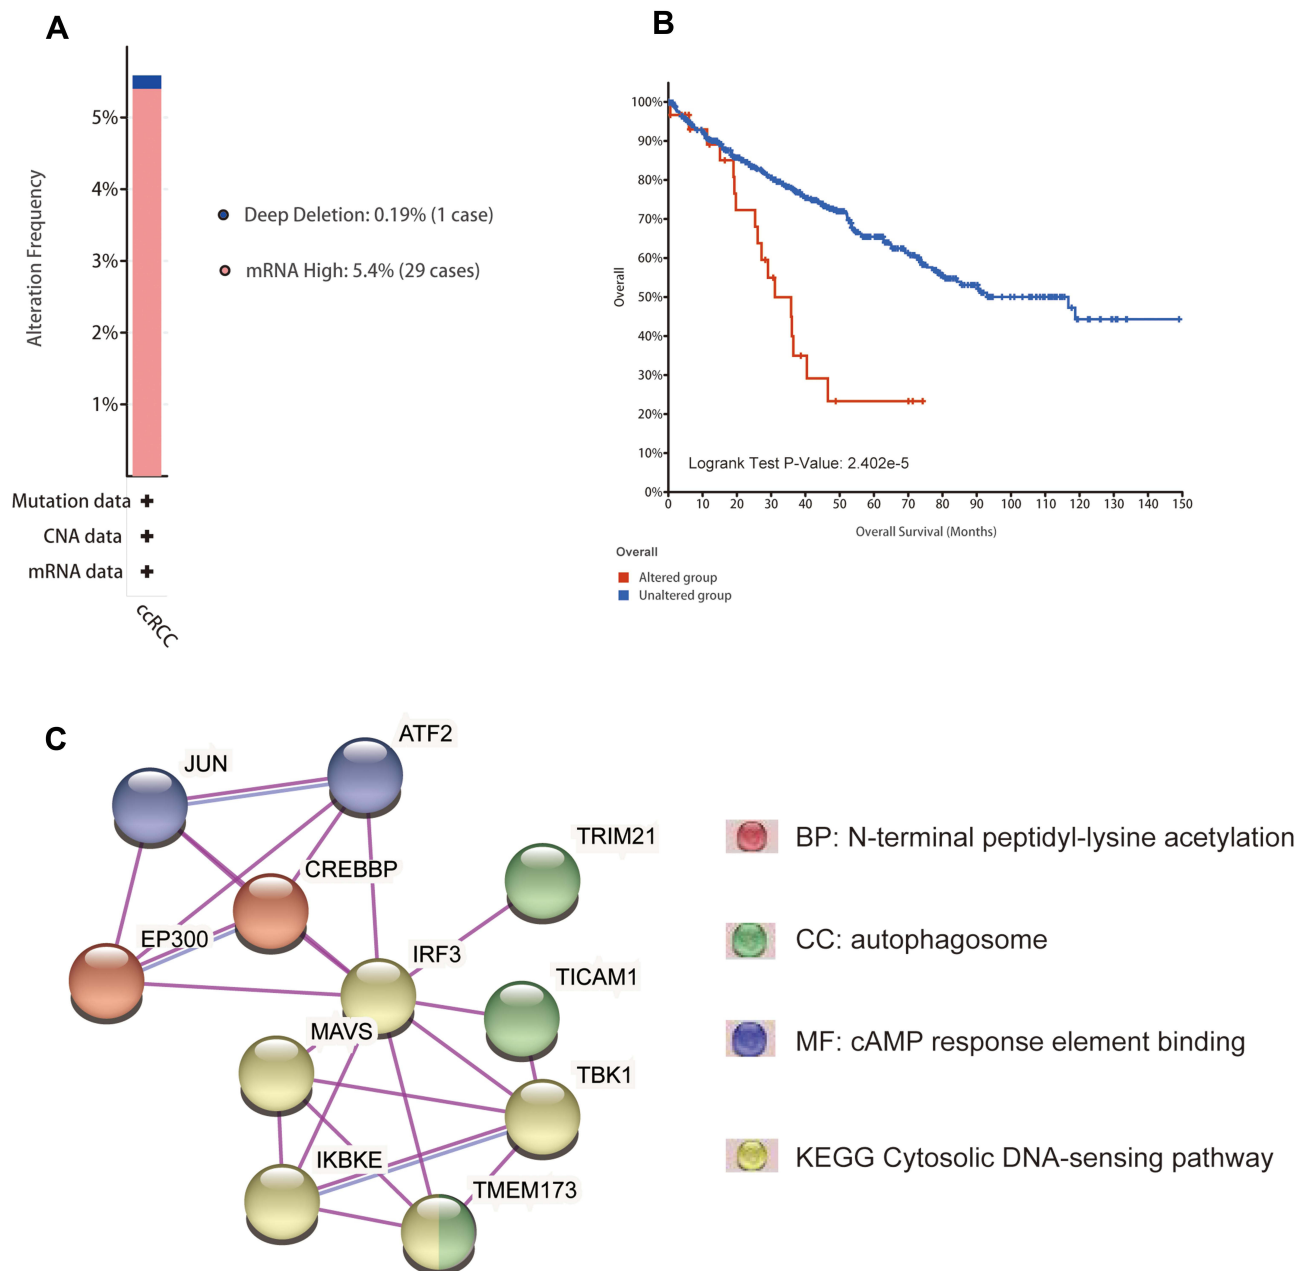 A
Alteration Frequency
5%
4%
3%
2%
1%
Deep Deletion: 0.19% (1 case)
mRNA High: 5.4% (29 cases)
Mutation data
CNA data
mRNA data
ccRCC
B
Overall
100%
90%
80%
70%
60%
50%
40%
30%
20%
10%
0%
Logrank Test P-Value: 2.402e-5
0 10 20 30 40 50 60 70 80 90 100 110 120 130 140 150
Overall Survival (Months)
Overall
Altered group
Unaltered group
C
ATF2
JUN
TRIM21
CREBBP
EP300
IRF3
TICAM1
MAVS
TBK1
IKBKE
TMEM173
BP: N-terminal peptidyl-lysine acetylation
CC: autophagosome
MF: cAMP response element binding
KEGG Cytosolic DNA-sensing pathway